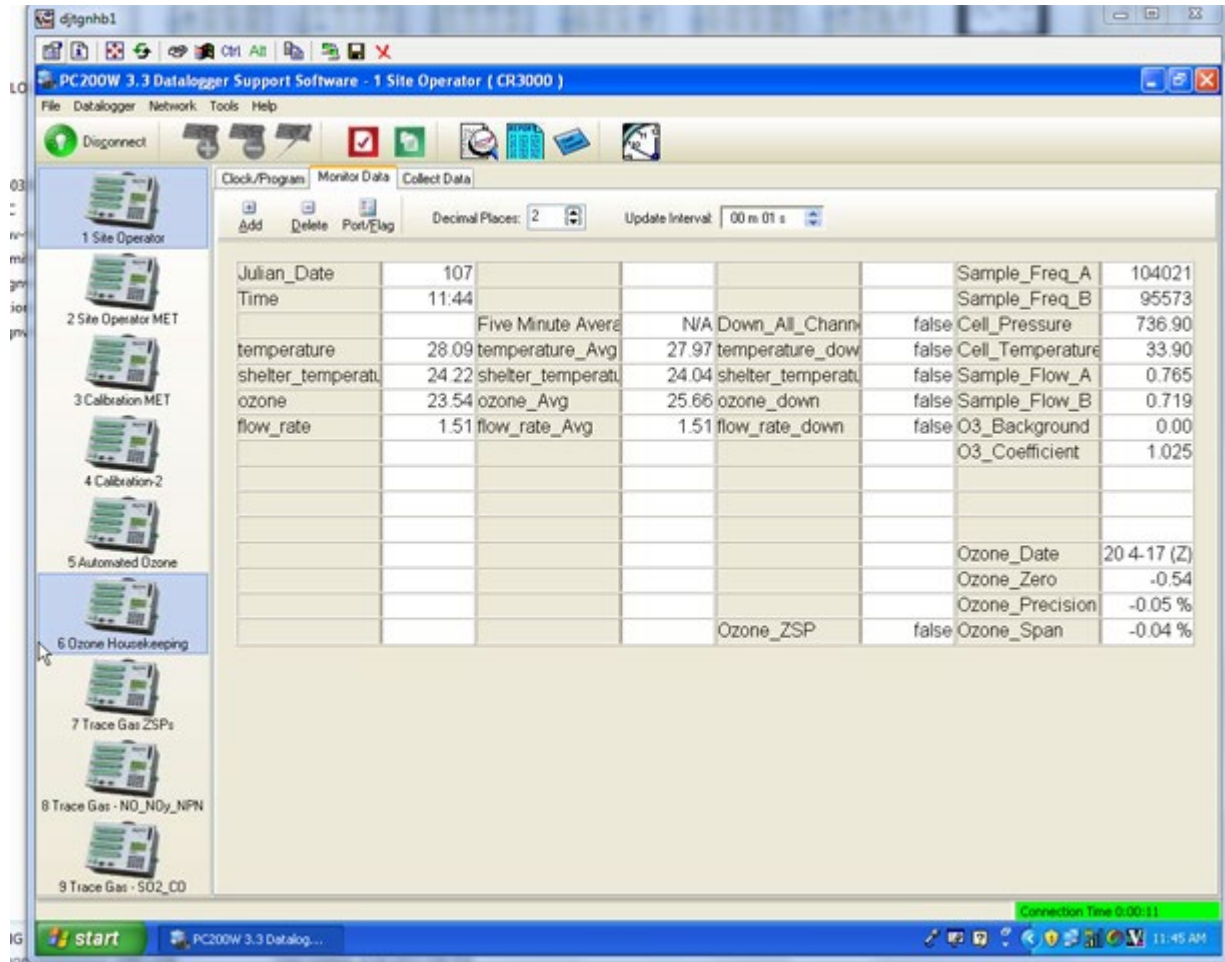 djtgnhb1
Ctrl Alt
PC200W 3.3 Datalogger Support Software - 1 Site Operator ( CR3000 )
File Datalogger Network Tools Help
Disconnect
Clock/Program Monitor Data Collect Data
Add Delete Port/Flag Decimal Places: 2 Update Interval: 00 m 01 s
1 Site Operator
2 Site Operator MET
3 Calibration MET
4 Calibration-2
5 Automated Ozone
6 Ozone Housekeeping
7 Trace Gas ZSPs
8 Trace Gas - NO_NOy_NPN
9 Trace Gas - SO2_CO
Julian_Date 107 Sample_Freq_A 104021
Time 11:44 Sample_Freq_B 95573
Five Minute Avera N/A Down_All_Chann false Cell_Pressure 736.90
temperature 28.09 temperature_Avg 27.97 temperature_dow false Cell_Temperature 33.90
shelter_temperatu 24.22 shelter_temperatu 24.04 shelter_temperatu false Sample_Flow_A 0.765
ozone 23.54 ozone_Avg 25.66 ozone_down false Sample_Flow_B 0.719
flow_rate 1.51 flow_rate_Avg 1.51 flow_rate_down false O3_Background 0.00
O3_Coefficient 1.025
Ozone_Date 20 4-17 (Z)
Ozone_Zero -0.54
Ozone_Precision -0.05 %
Ozone_ZSP false Ozone_Span -0.04 %
Connection Time 0:00:11
start PC200W 3.3 Datalog... 11:45 AM